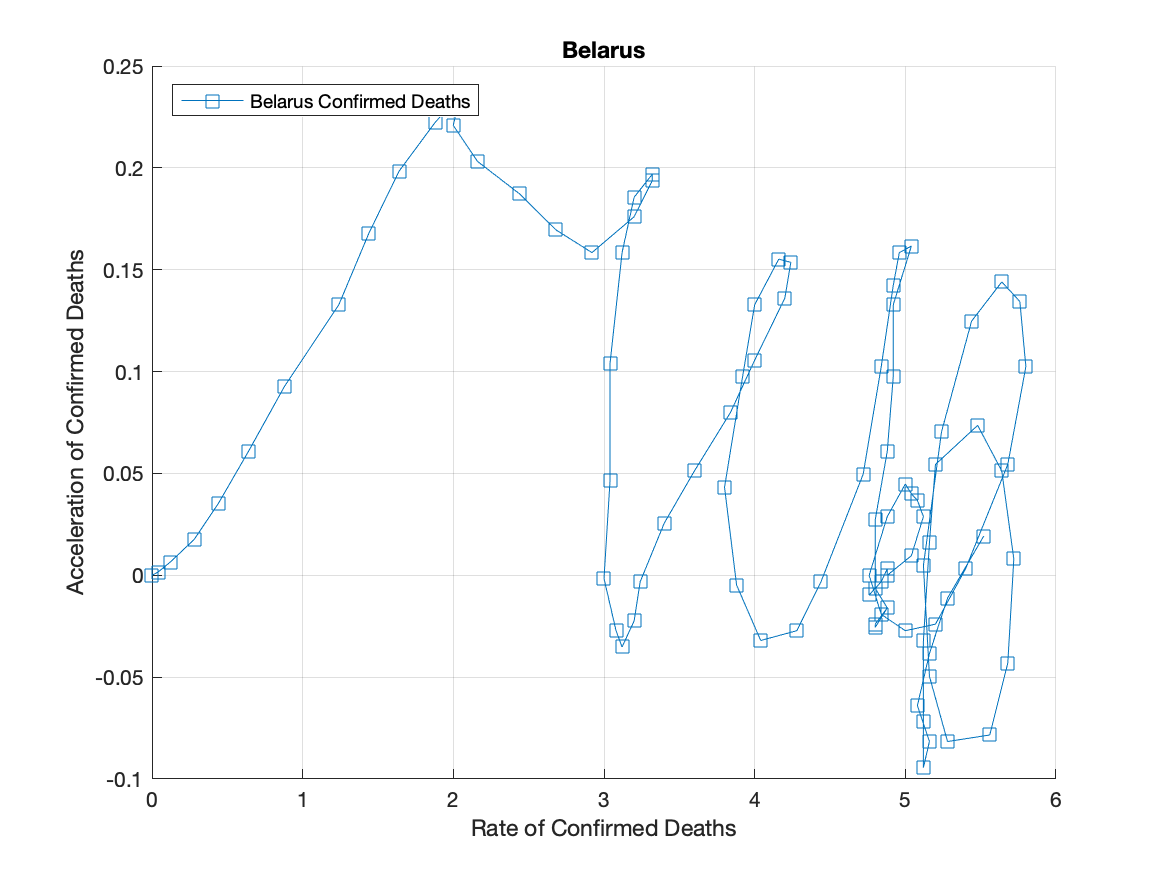 Belarus
0.25
Belarus Confirmed Deaths
0.2
0.15
0.1
0.05
0
-0.05
-0.1
Acceleration of Confirmed Deaths
0 1 2 3 4 5 6
Rate of Confirmed Deaths